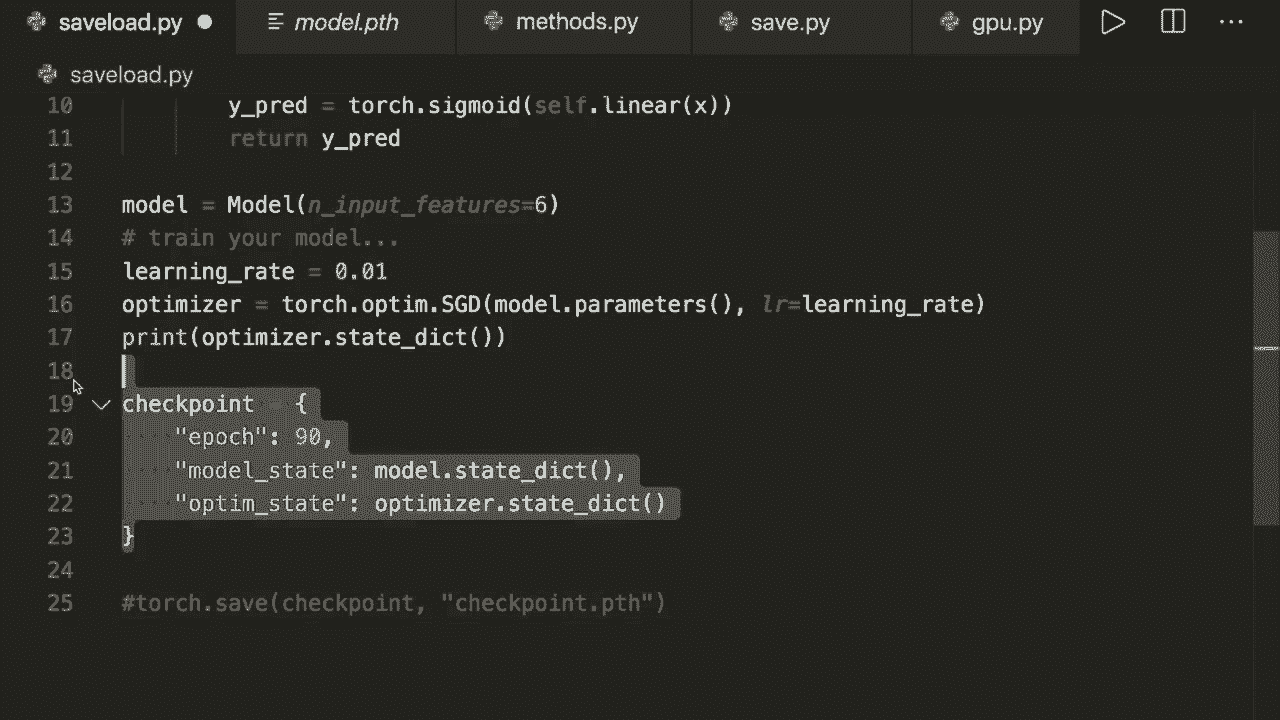 saveload.py model.pth methods.py save.py gpu.py ...
saveload.py
10 y_pred = torch.sigmoid(self.linear(x))
11 return y_pred
12
13 model = Model(n_input_features=6)
14 # train your model...
15 learning_rate = 0.01
16 optimizer = torch.optim.SGD(model.parameters(), lr=learning_rate)
17 print(optimizer.state_dict())
18
19 checkpoint = {
20 "epoch": 90,
21 "model_state": model.state_dict(),
22 "optim_state": optimizer.state_dict()
23 }
24
25 #torch.save(checkpoint, "checkpoint.pth")